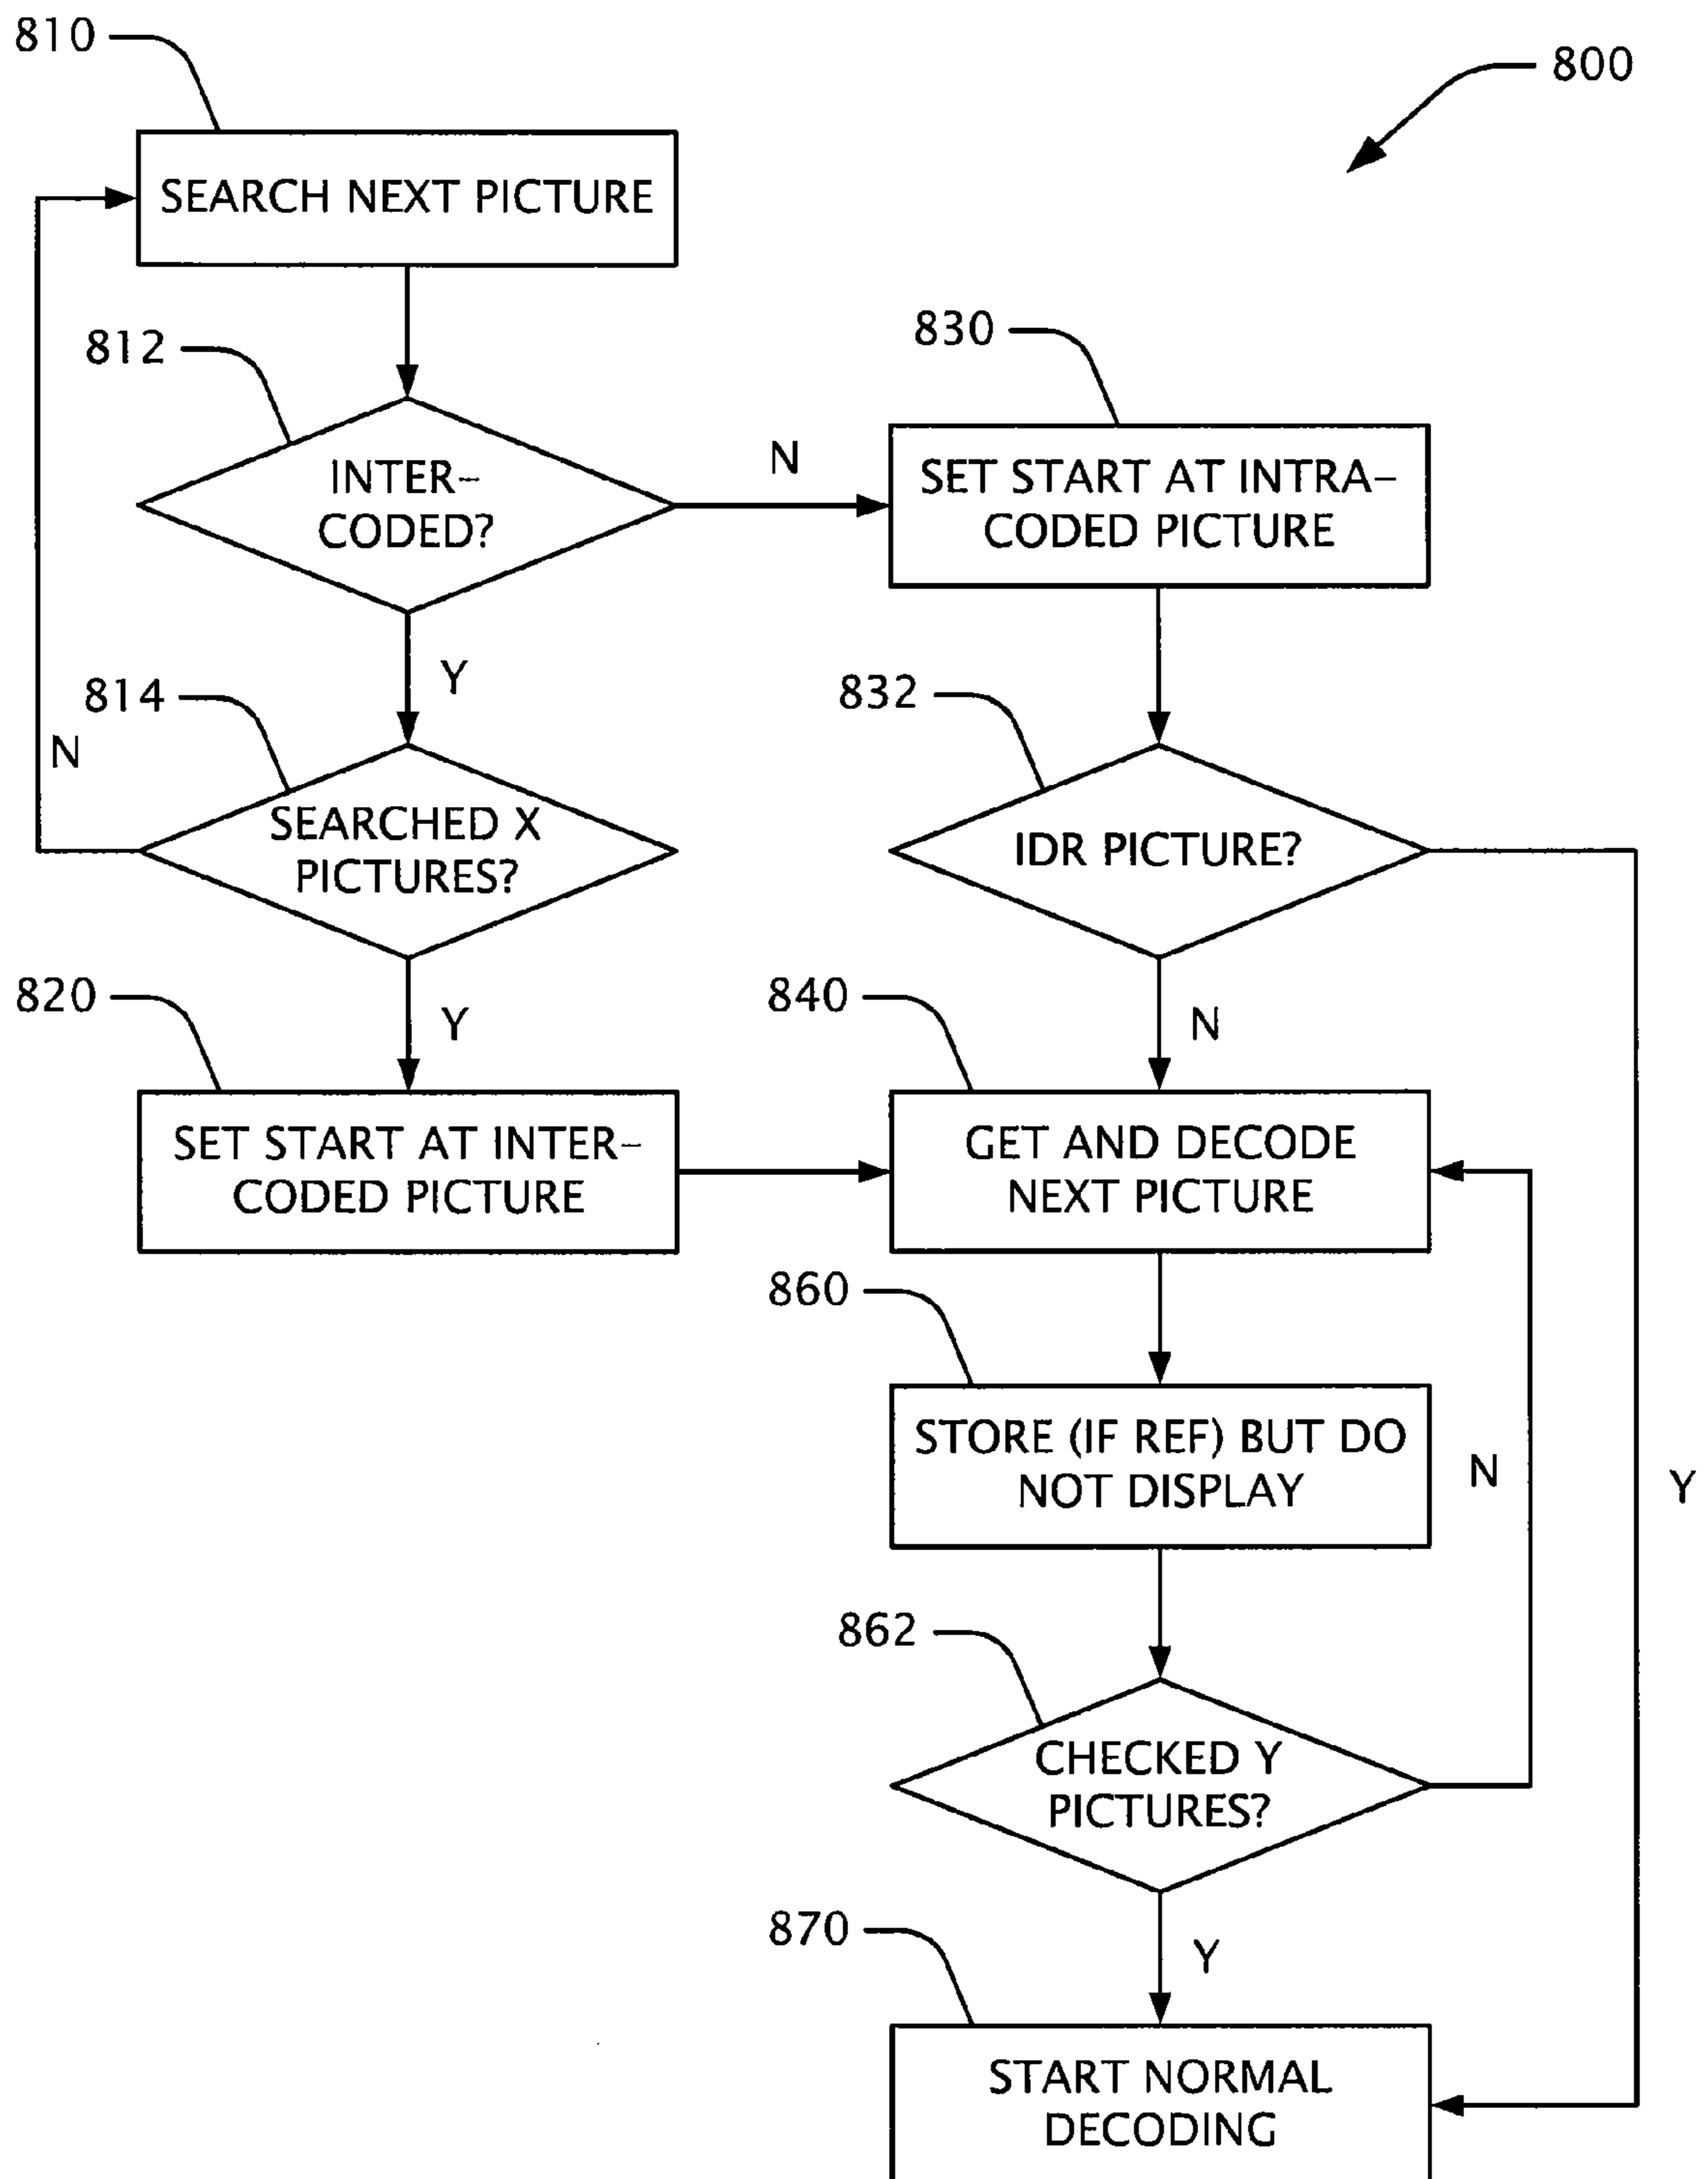 810
800
SEARCH NEXT PICTURE
812
830
INTER-
CODED?
N
SET START AT INTRA-
CODED PICTURE
Y
814
832
N
SEARCHED X
PICTURES?
IDR PICTURE?
820
Y
840
N
SET START AT INTER-
CODED PICTURE
GET AND DECODE
NEXT PICTURE
860
STORE (IF REF) BUT DO
NOT DISPLAY
N
Y
862
CHECKED Y
PICTURES?
870
Y
START NORMAL
DECODING